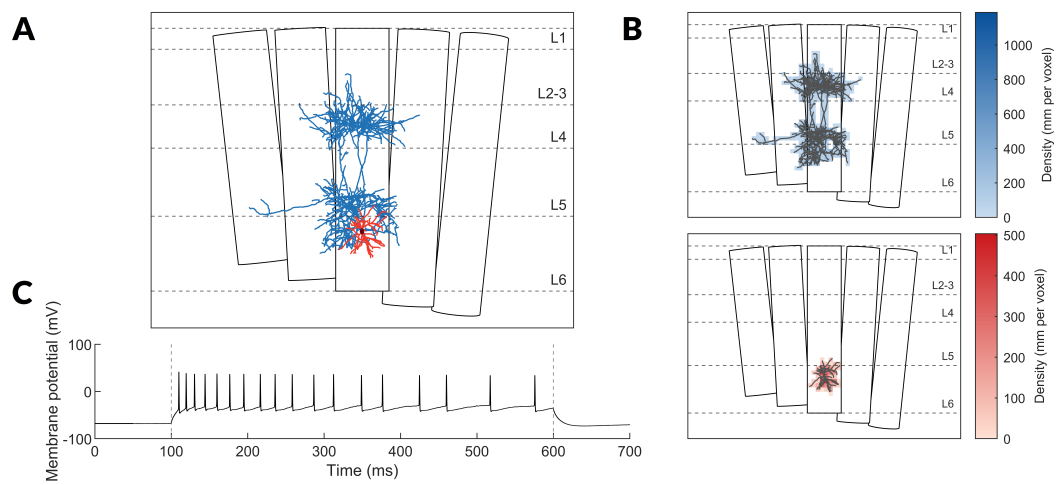 A
L1
L2-3
L4
L5
L6
B
L1
L2-3
L4
L5
L6
1000
800
600
400
200
0
Density (mm per voxel)
L1
L2-3
L4
L5
L6
500
400
300
200
100
0
Density (mm per voxel)
C
Membrane potential (mV)
100
0
-100
0 100 200 300 400 500 600 700
Time (ms)